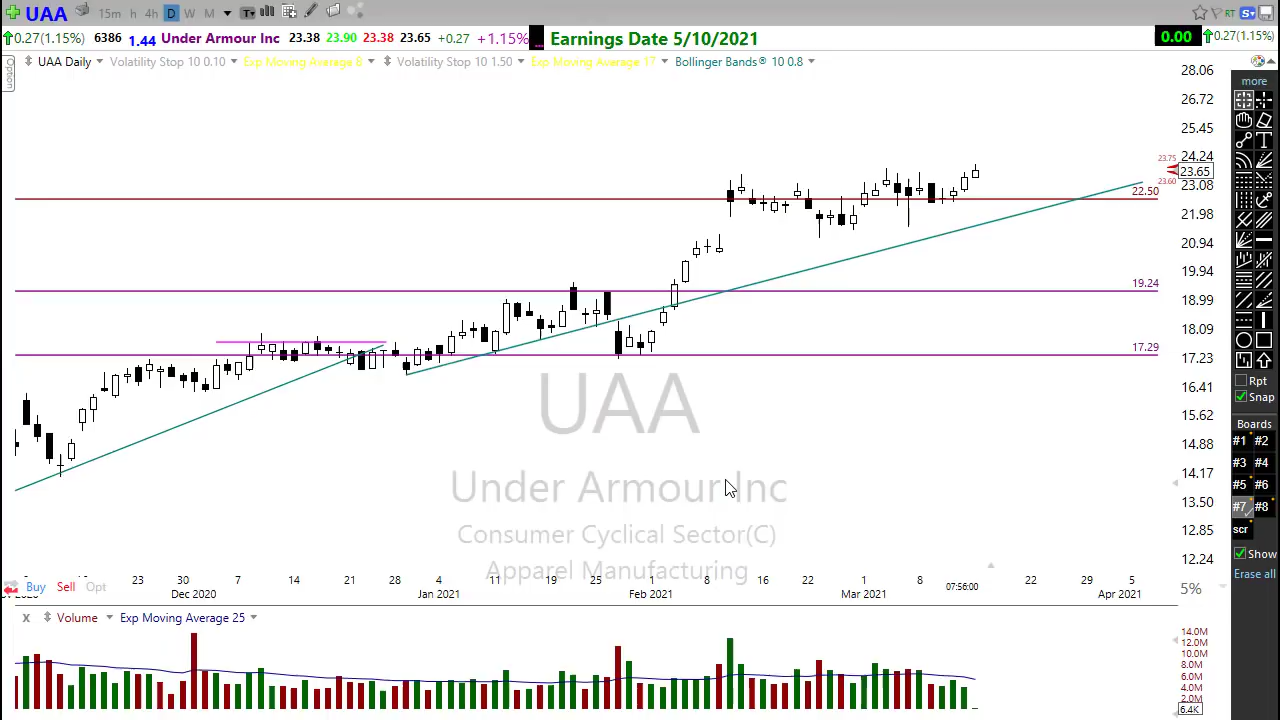 UAA 15m h 4h D W M T RT S
0.27(1.15%) 6386 1.44 Under Armour Inc 23.38 23.90 23.38 23.65 +0.27 +1.15% Earnings Date 5/10/2021 0.00 0.27(1.15%)
Option UAA Daily Volatility Stop 10 0.10 Exp Moving Average 8 Volatility Stop 10 1.50 Exp Moving Average 17 Bollinger Bands® 10 0.8
28.06
more
26.72
25.45
24.24
23.75
23.65
23.60
23.08
22.50
21.98
20.94
19.94
19.24
18.99
18.09
17.29
17.23
Rpt
16.41
Snap
UAA
15.62
Boards
14.88
#1 #2
14.17
#3 #4
Under Armour Inc
#5 #6
13.50
#7 #8
Consumer Cyclical Sector(C)
12.85
scr
12.24
Show
Apparel Manufacturing
Erase all
Buy Sell Opt
23 30 7 14 21 28 4 11 19 25 1 8 16 22 1 8 07:56:00 22 29 5
5%
Dec 2020 Jan 2021 Feb 2021 Mar 2021 Apr 2021
x Volume Exp Moving Average 25
14.0M
12.0M
10.0M
8.0M
6.0M
4.0M
2.0M
6.4K